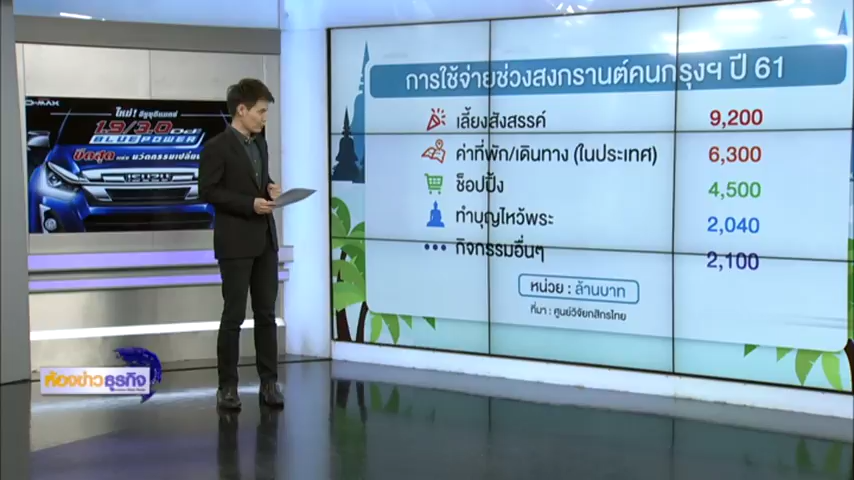 การใช้จ่ายช่วงสงกรานต์คนกรุงฯ ปี 61
เลี้ยงสังสรรค์ 9,200
ค่าที่พัก/เดินทาง (ในประเทศ) 6,300
ช็อปปิ้ง 4,500
ทำบุญไหว้พระ 2,040
กิจกรรมอื่นๆ 2,100
หน่วย : ล้านบาท
ที่มา : ศูนย์วิจัยกสิกรไทย
D-MAX
ใหม่! อีซูซุดีแมคซ์
1.9/3.0 Ddi
BLUEPOWER
ISUZU
ห้องข่าวธุรกิจ